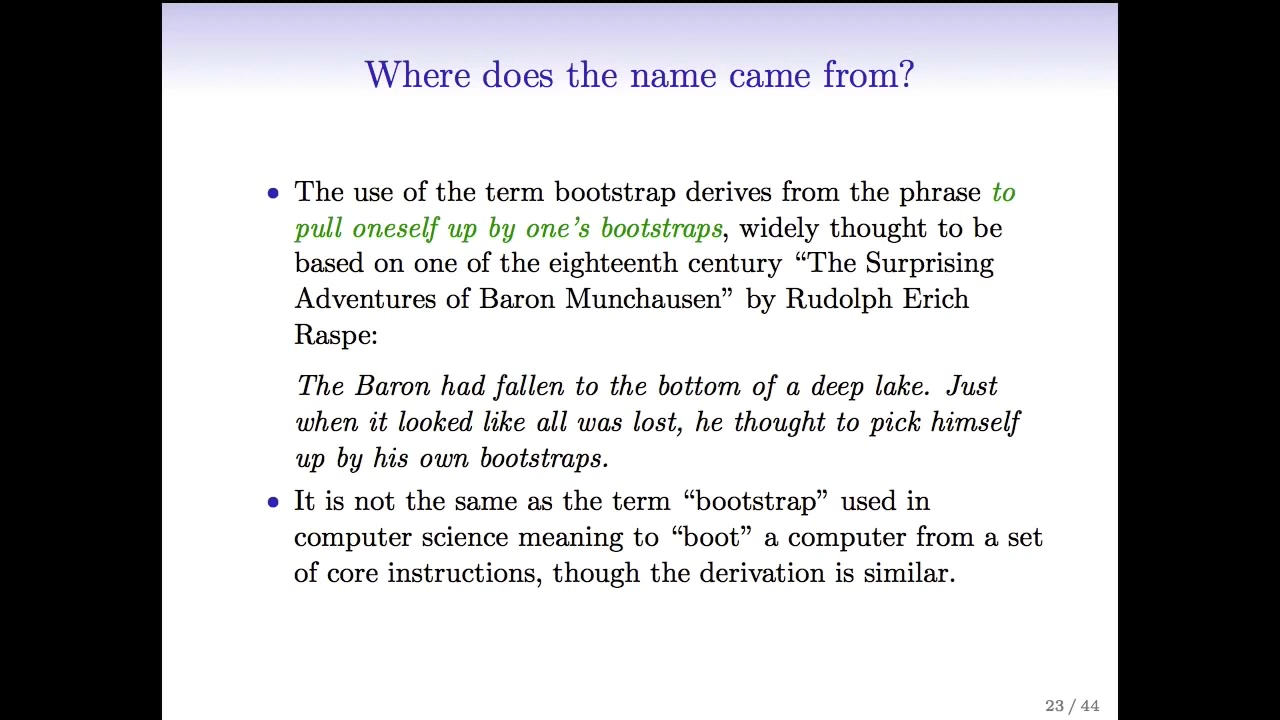 Where does the name came from?
• The use of the term bootstrap derives from the phrase to
pull oneself up by one’s bootstraps, widely thought to be
based on one of the eighteenth century “The Surprising
Adventures of Baron Munchausen” by Rudolph Erich
Raspe:
The Baron had fallen to the bottom of a deep lake. Just
when it looked like all was lost, he thought to pick himself
up by his own bootstraps.
• It is not the same as the term “bootstrap” used in
computer science meaning to “boot” a computer from a set
of core instructions, though the derivation is similar.
23 / 44